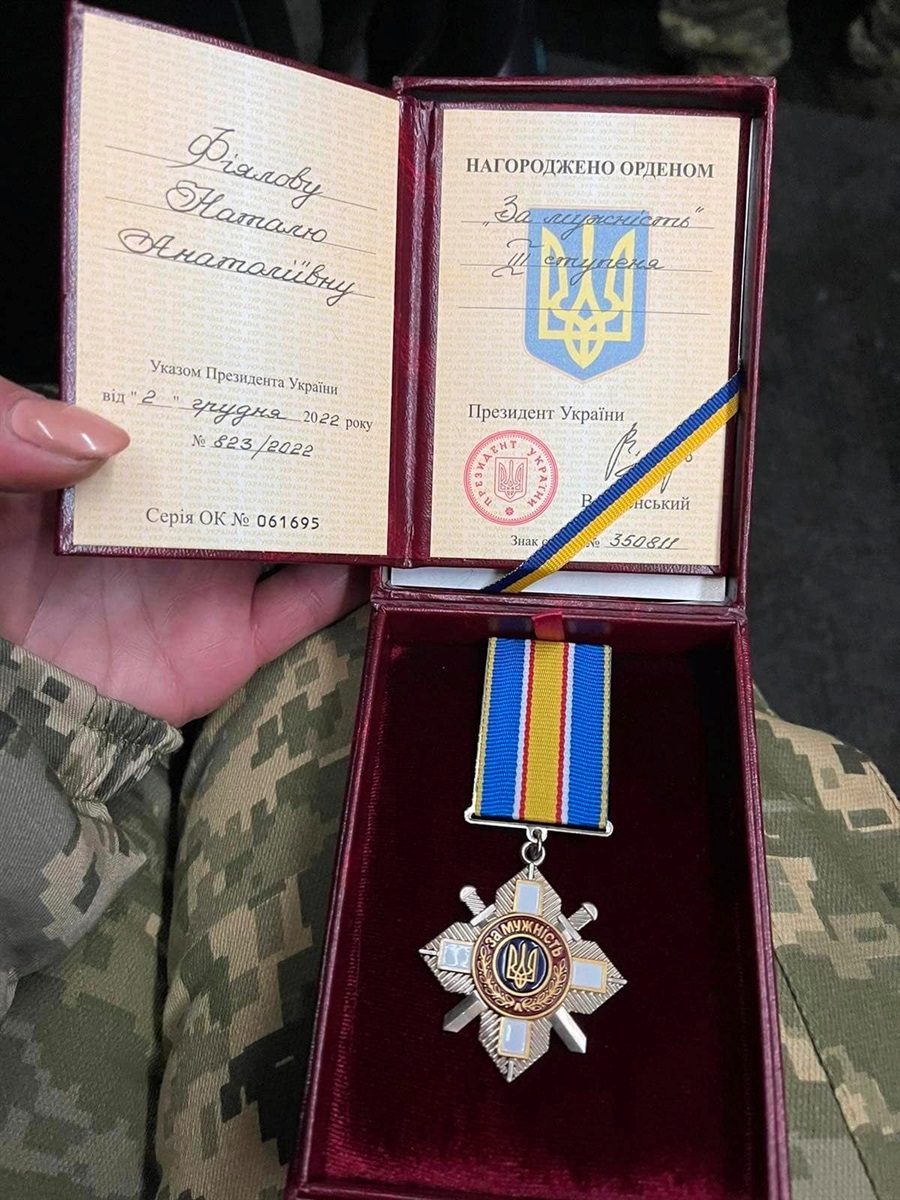 Фіялову
Наталю
Анатоліївну
Указом Президента України
від "2" грудня 2022 року
№ 823/2022
Серія ОК № 061695
НАГОРОДЖЕНО ОРДЕНОМ
„За мужність"
III ступеня
Президент України
ПРЕЗИДЕНТ УКРАЇНИ
Знак № 350811
ЗА МУЖНІСТЬ